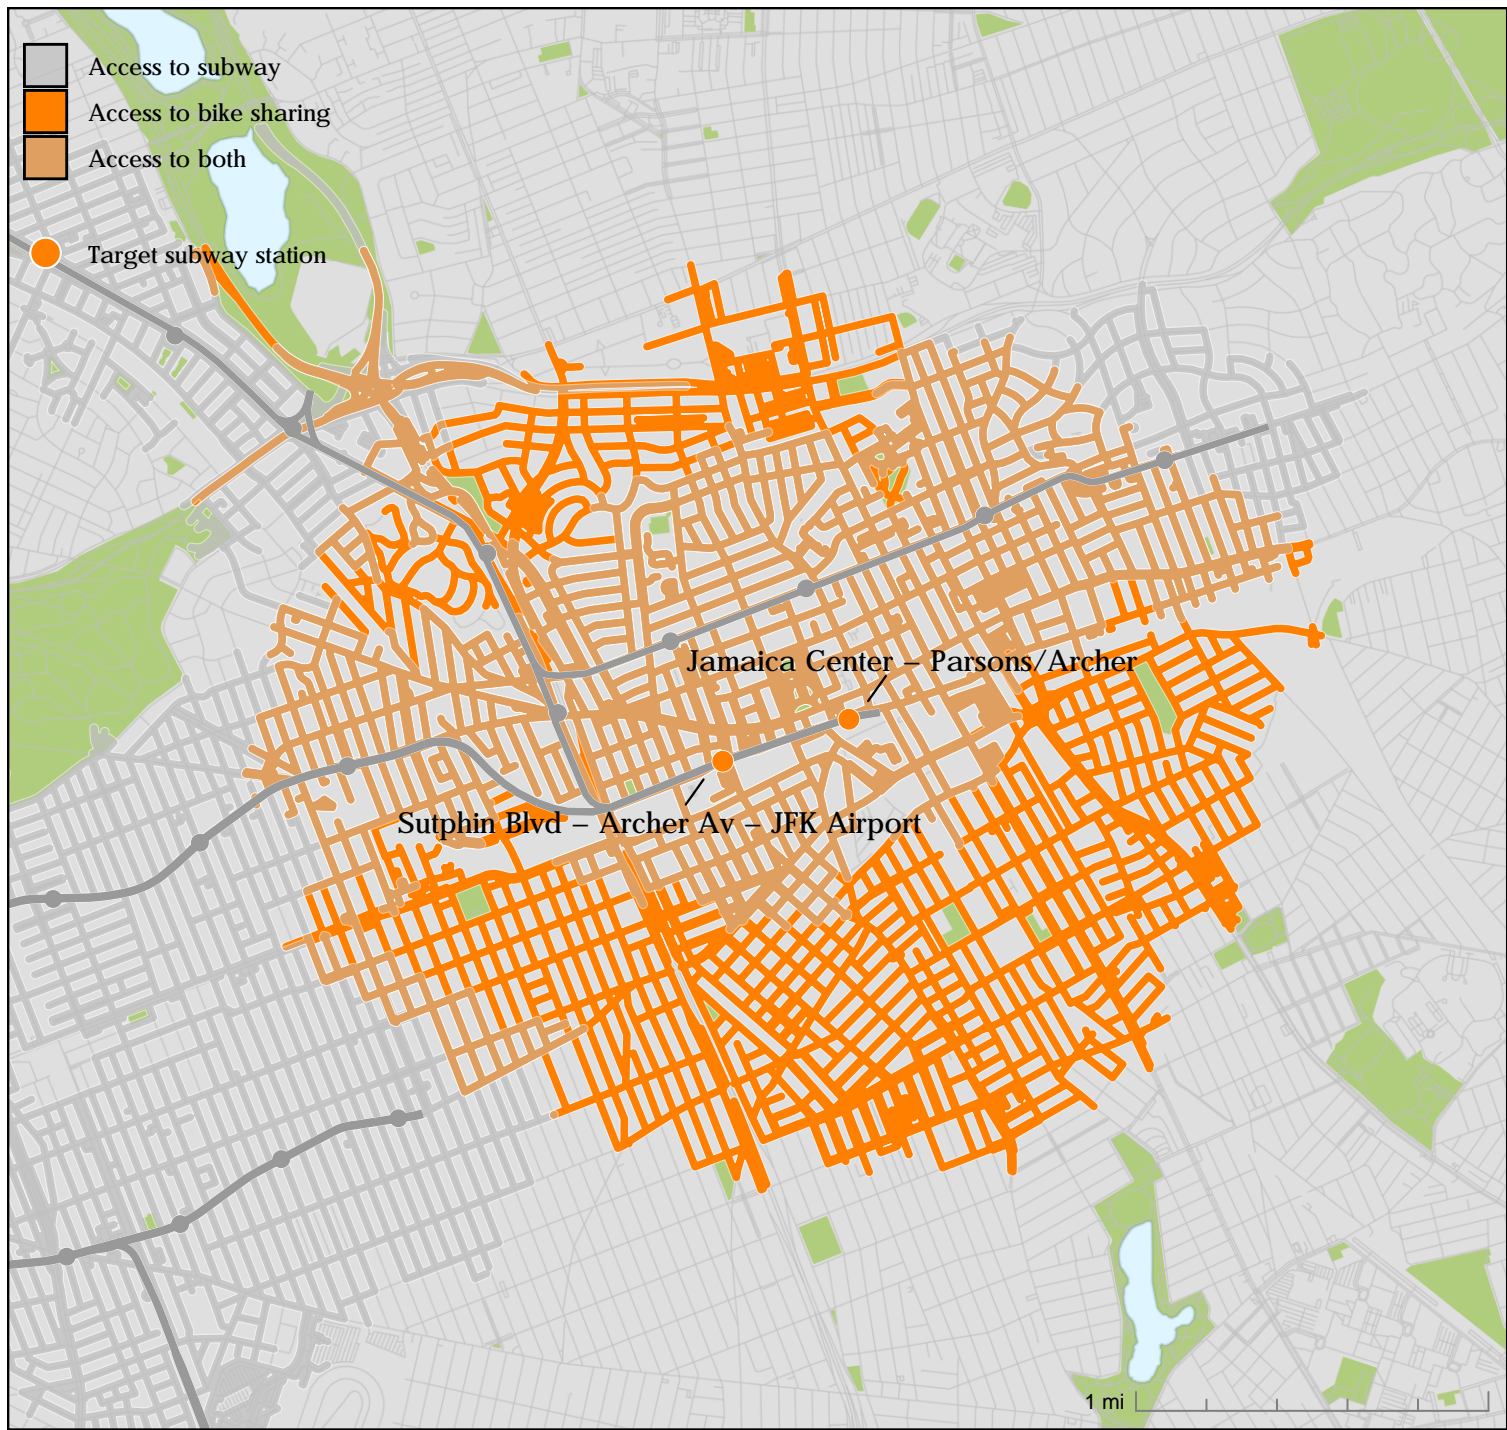 Access to subway
Access to bike sharing
Access to both
Target subway station
Jamaica Center – Parsons/Archer
Sutphin Blvd – Archer Av – JFK Airport
1 mi